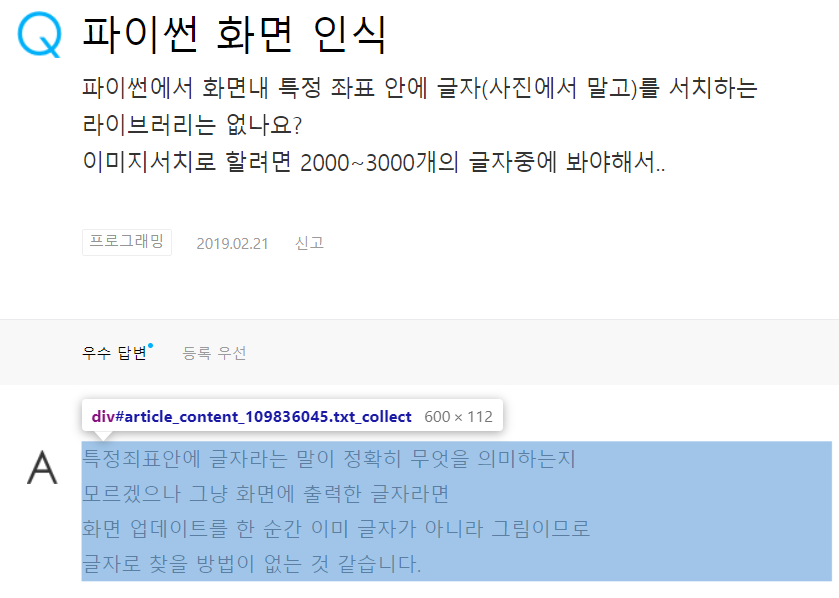 Q 파이썬 화면 인식
파이썬에서 화면내 특정 좌표 안에 글자(사진에서 말고)를 서치하는
라이브러리는 없나요?
이미지서치로 할려면 2000~3000개의 글자중에 봐야해서..
프로그래밍 2019.02.21 신고
우수 답변 등록 우선
div#article_content_109836045.txt_collect 600 × 112
A 특정죄표안에 글자라는 말이 정확히 무엇을 의미하는지
모르겠으나 그냥 화면에 출력한 글자라면
화면 업데이트를 한 순간 이미 글자가 아니라 그림이므로
글자로 찾을 방법이 없는 것 같습니다.